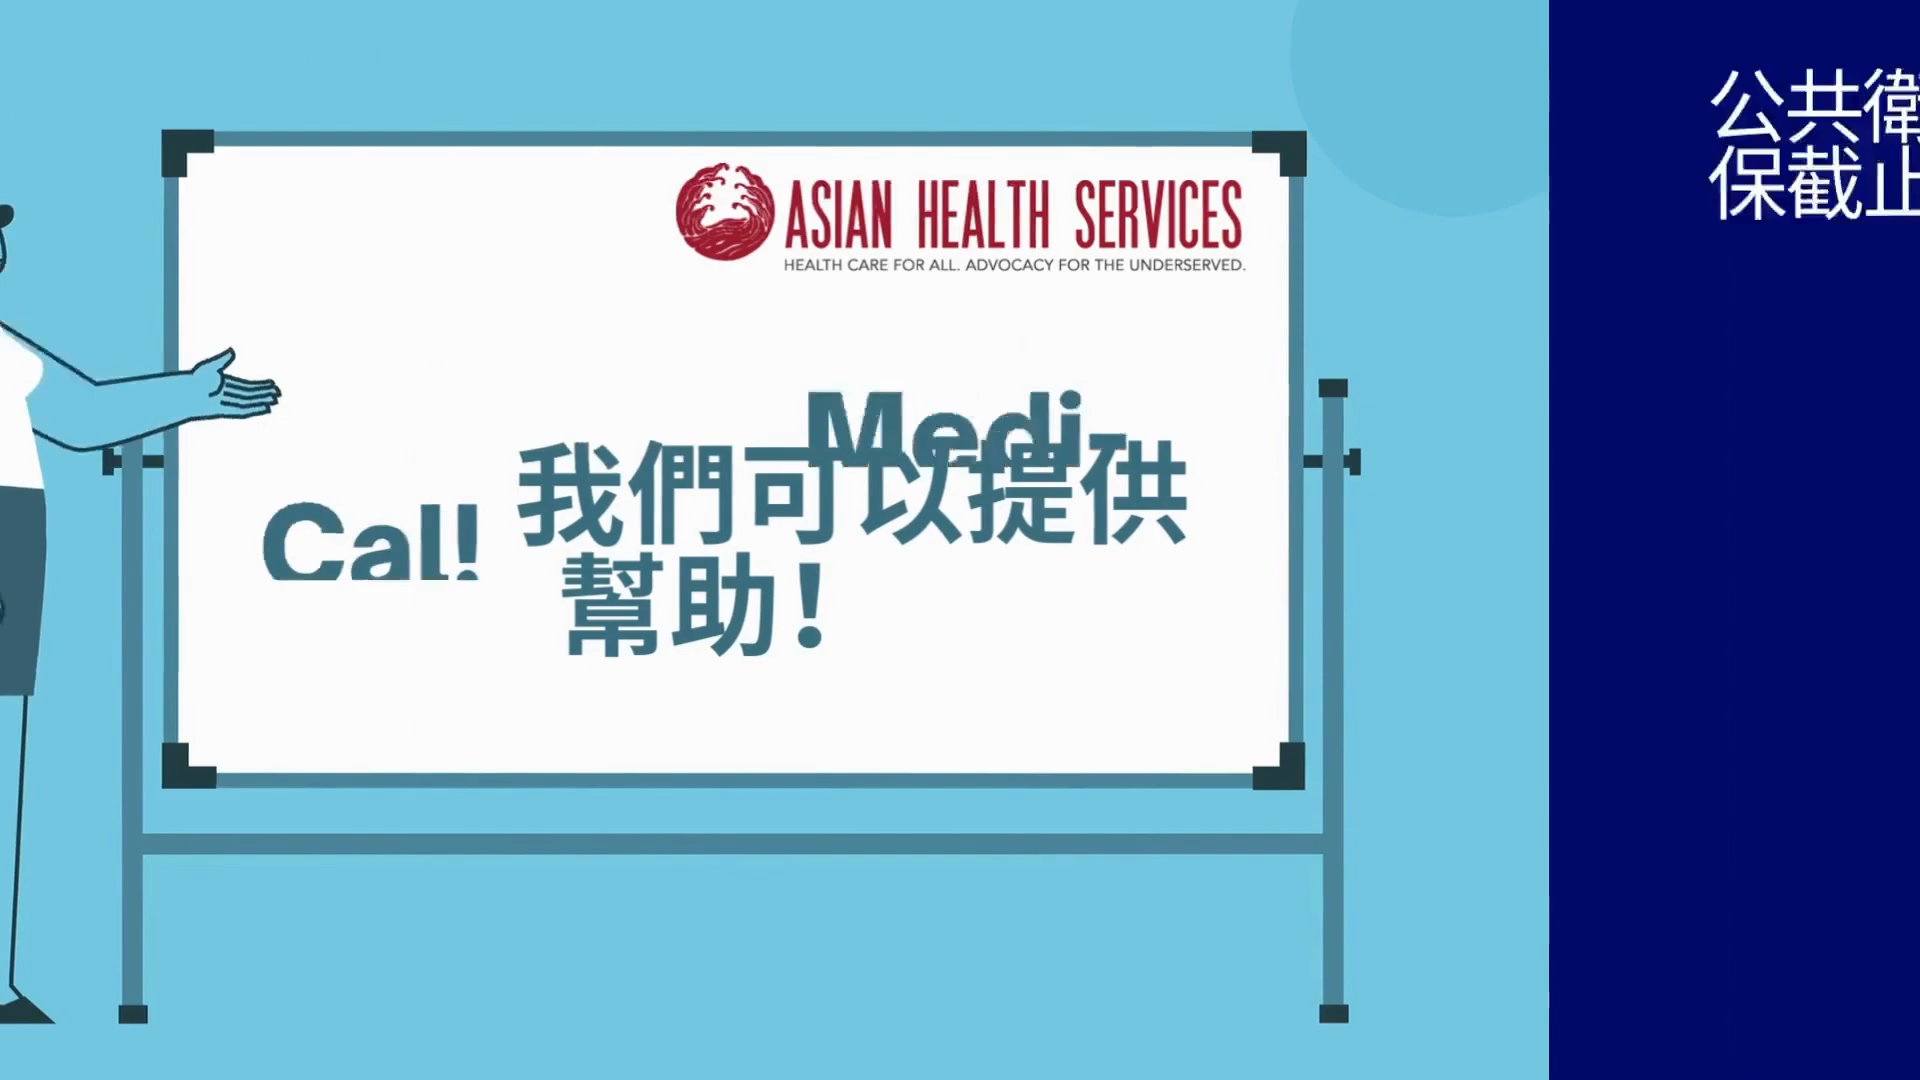 ASIAN HEALTH SERVICES
HEALTH CARE FOR ALL. ADVOCACY FOR THE UNDERSERVED.
Medi-
Cal! 我們可以提供
幫助！
公共衛
保截止